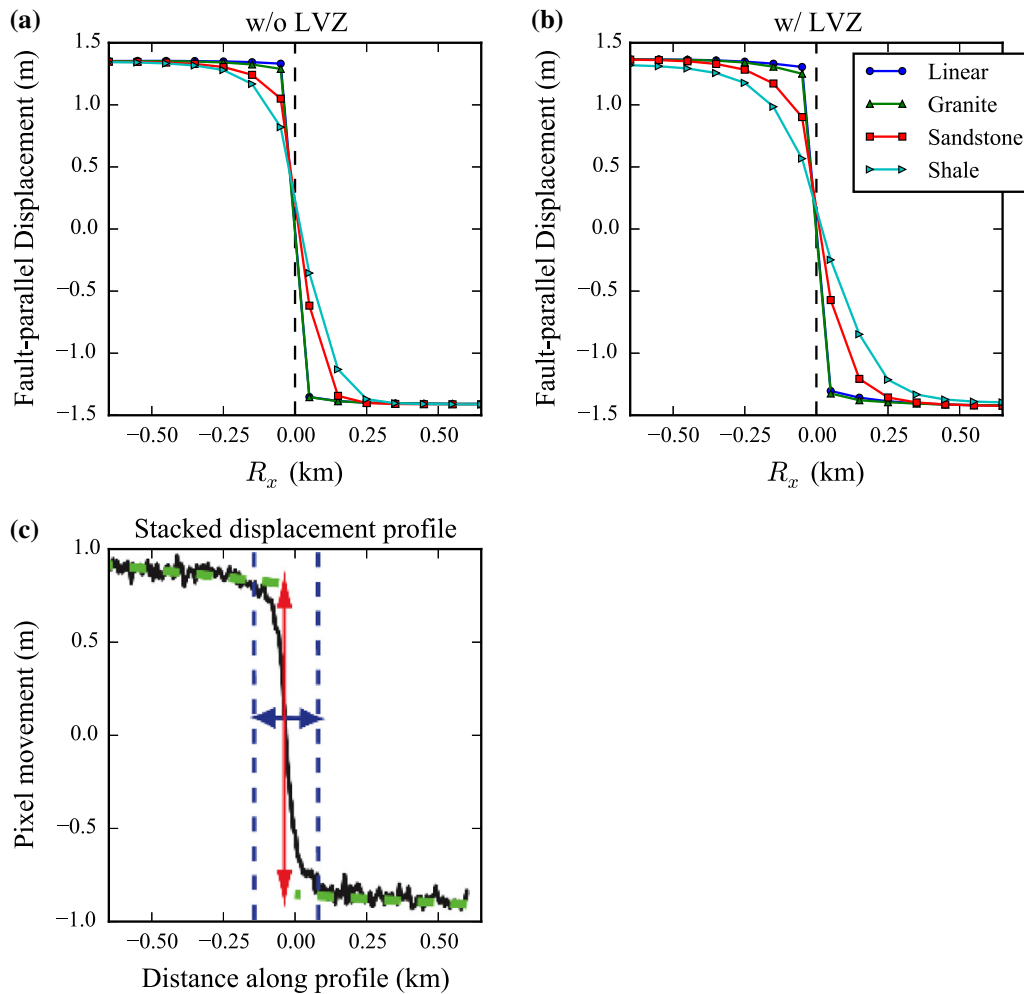 (a)
w/o LVZ
Fault-parallel Displacement (m)
1.5
1.0
0.5
0.0
−0.5
−1.0
−1.5
−0.50 −0.25 0.00 0.25 0.50
R_x (km)
(b)
w/ LVZ
Fault-parallel Displacement (m)
1.5
1.0
0.5
0.0
−0.5
−1.0
−1.5
−0.50 −0.25 0.00 0.25 0.50
R_x (km)
Linear
Granite
Sandstone
Shale
(c)
Stacked displacement profile
Pixel movement (m)
1.0
0.5
0.0
−0.5
−1.0
−0.50 −0.25 0.00 0.25 0.50
Distance along profile (km)